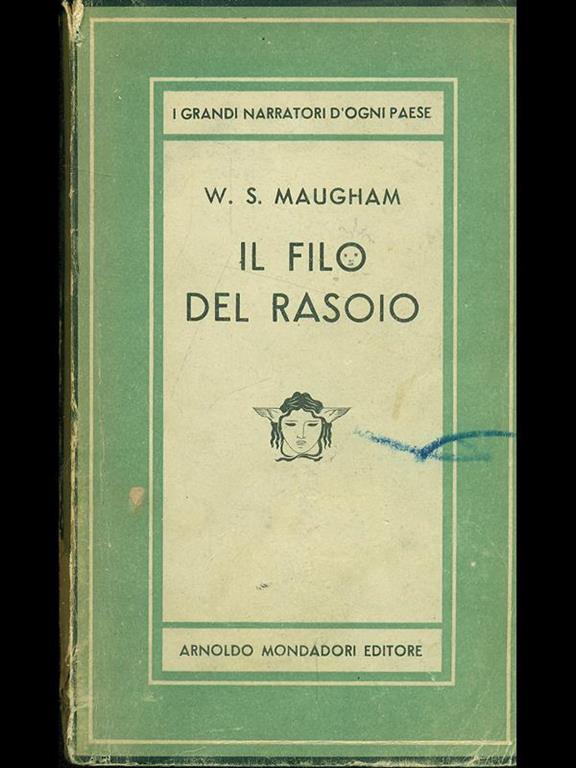 I GRANDI NARRATORI D'OGNI PAESE
W. S. MAUGHAM
IL FILO
DEL RASOIO
ARNOLDO MONDADORI EDITORE